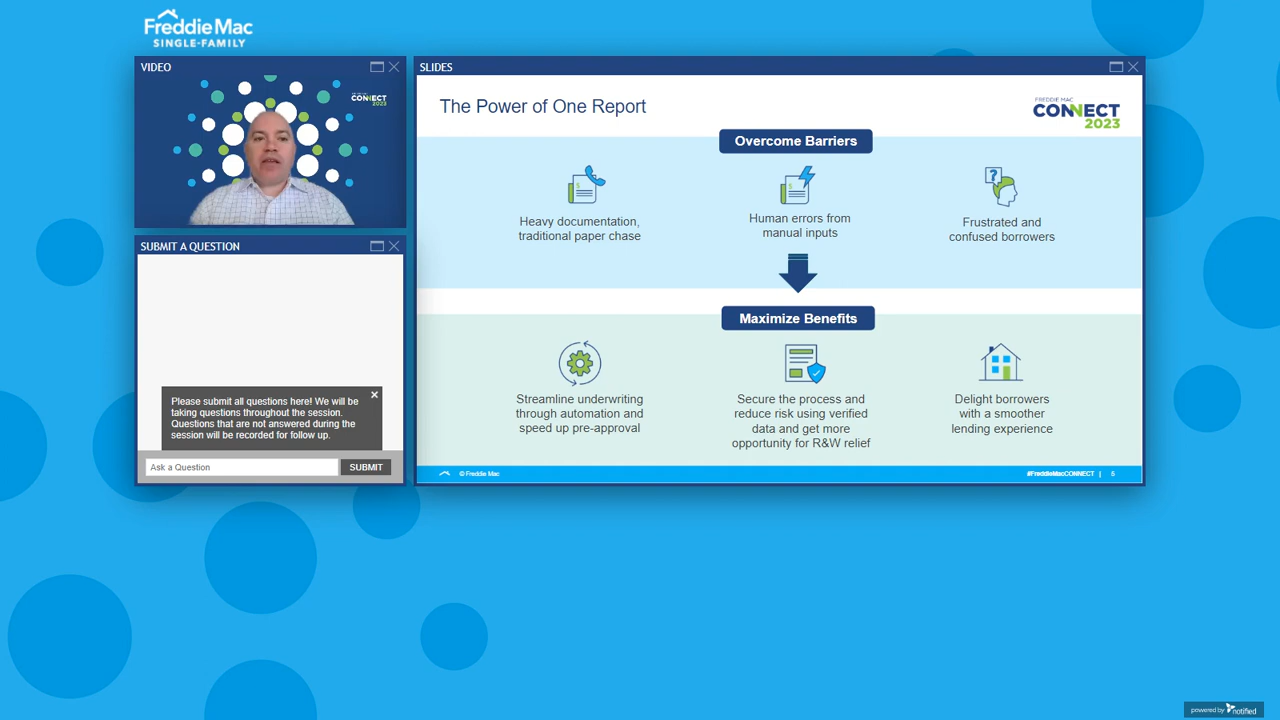 Freddie Mac
SINGLE-FAMILY
VIDEO
CONNECT
2023
SUBMIT A QUESTION
Please submit all questions here! We will be
taking questions throughout the session.
Questions that are not answered during the
session will be recorded for follow up.
Ask a Question
SUBMIT
SLIDES
The Power of One Report
FREDDIE MAC
CONNECT
2023
Overcome Barriers
Heavy documentation,
traditional paper chase
Human errors from
manual inputs
Frustrated and
confused borrowers
Maximize Benefits
Streamline underwriting
through automation and
speed up pre-approval
Secure the process and
reduce risk using verified
data and get more
opportunity for R&W relief
Delight borrowers
with a smoother
lending experience
© Freddie Mac
#FreddieMacCONNECT | 5
powered by notified